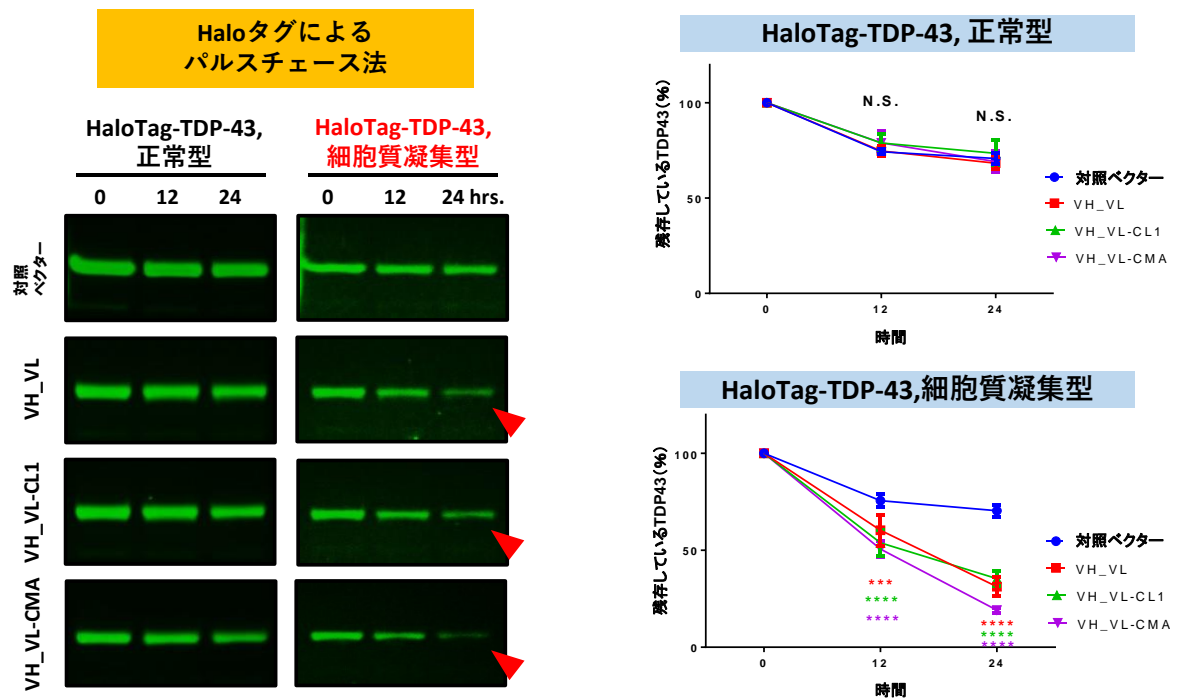 Haloタグによる
パルスチェース法
HaloTag-TDP-43,
正常型
HaloTag-TDP-43,
細胞質凝集型
0 12 24
0 12 24 hrs.
対照
ベクター
VH_VL
VH_VL-CL1
VH_VL-CMA
HaloTag-TDP-43, 正常型
残存しているTDP43(%)
100
50
0
N.S.
N.S.
0 12 24
時間
対照ベクター
VH_VL
VH_VL-CL1
VH_VL-CMA
HaloTag-TDP-43,細胞質凝集型
残存しているTDP43(%)
100
50
0
***
****
****
****
****
****
0 12 24
時間
対照ベクター
VH_VL
VH_VL-CL1
VH_VL-CMA